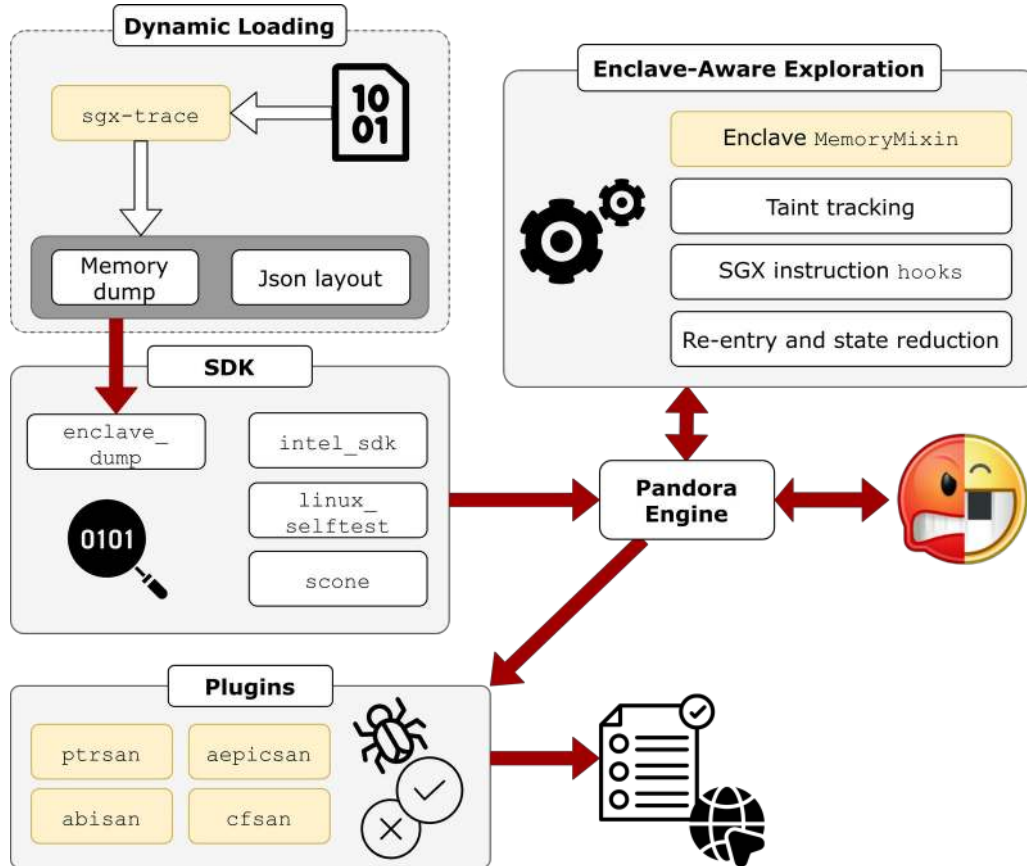 Dynamic Loading
sgx-trace
10
01
Memory
dump
Json layout
Enclave-Aware Exploration
Enclave MemoryMixin
Taint tracking
SGX instruction hooks
Re-entry and state reduction
SDK
enclave_
dump
0101
intel_sdk
linux_
selftest
scone
Pandora
Engine
Plugins
ptrsan
aepicsan
abisan
cfsan